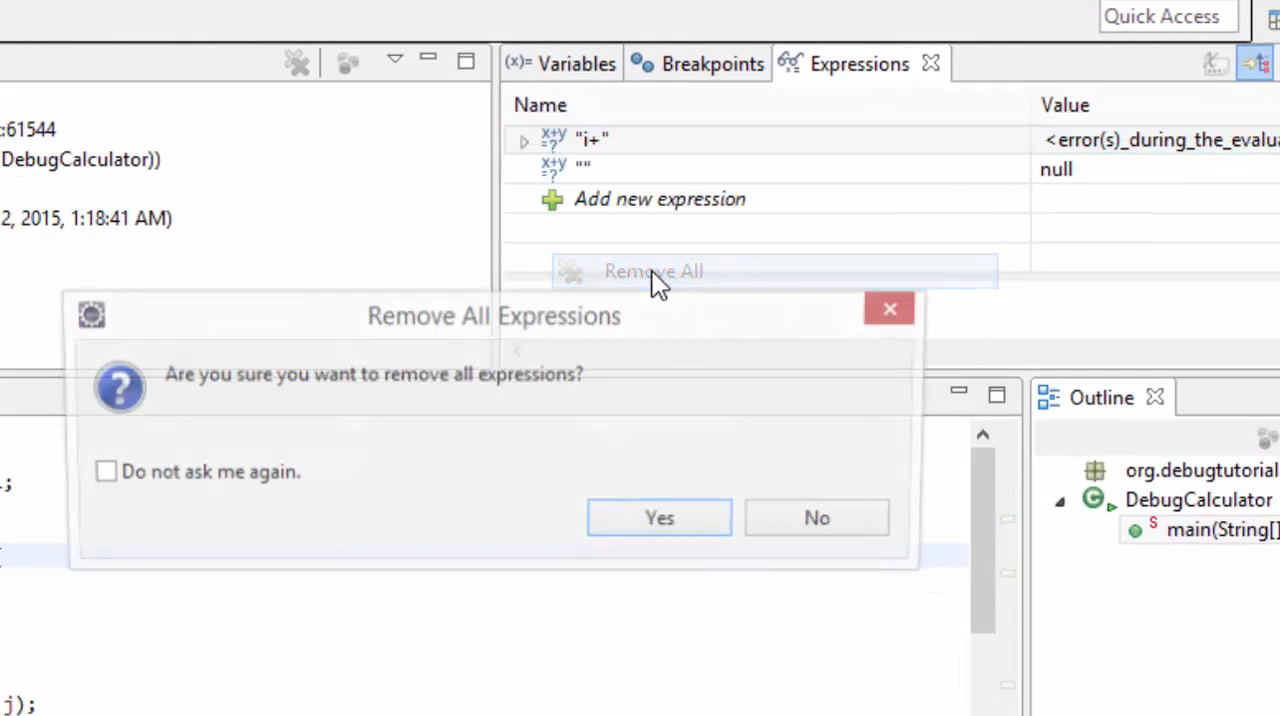 Quick Access
(x)= Variables Breakpoints Expressions
Name Value
:61544
DebugCalculator))
2, 2015, 1:18:41 AM)
x+y =? "i+" <error(s)_during_the_evalua
x+y =? "" null
Add new expression
Remove All
Remove All Expressions
Are you sure you want to remove all expressions?
Do not ask me again.
Yes No
Outline
org.debugtutorial
DebugCalculator
S main(String[]
;
j);